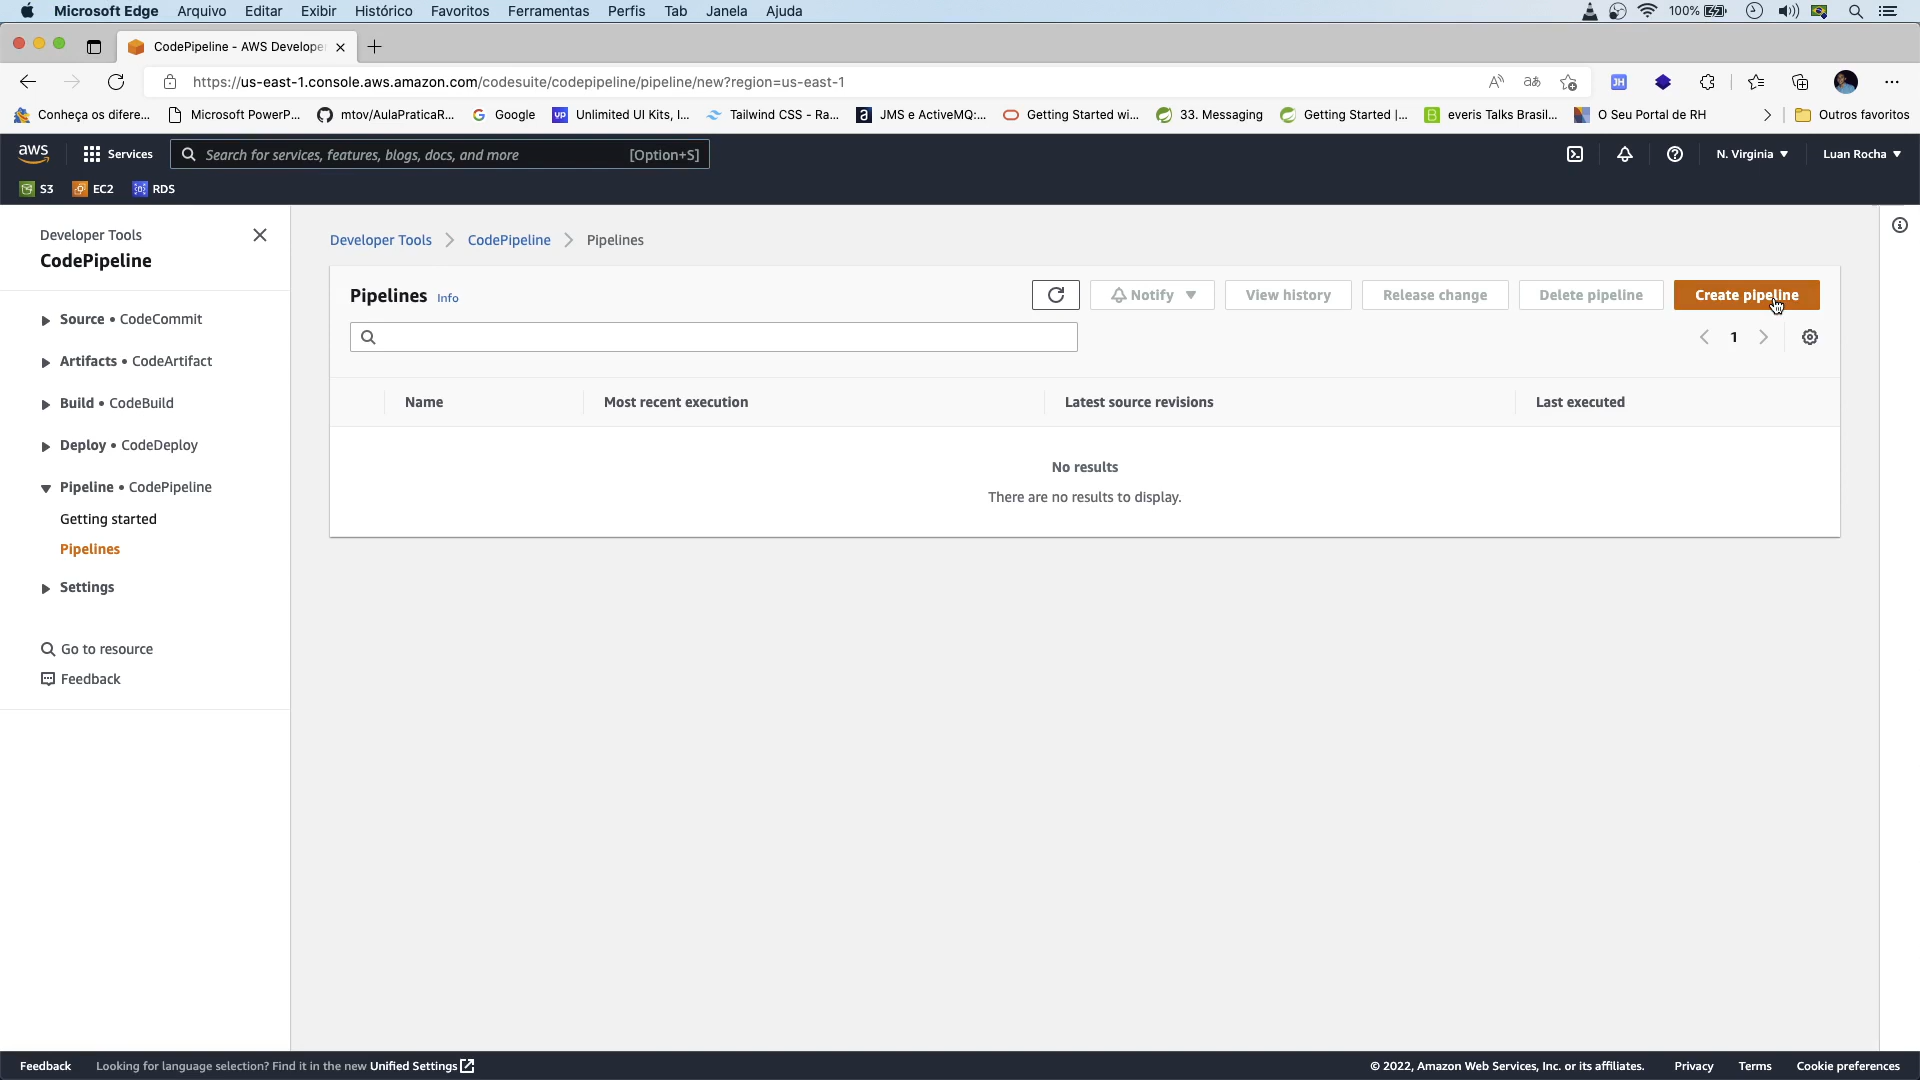 Microsoft Edge Arquivo Editar Exibir Histórico Favoritos Ferramentas Perfis Tab Janela Ajuda 100%
CodePipeline - AWS Develope
https://us-east-1.console.aws.amazon.com/codesuite/codepipeline/pipeline/new?region=us-east-1
Conheça os difere... Microsoft PowerP... mtov/AulaPraticaR... Google Unlimited UI Kits, I... Tailwind CSS - Ra... JMS e ActiveMQ:... Getting Started wi... 33. Messaging Getting Started |... everis Talks Brasil... O Seu Portal de RH Outros favoritos
aws Services Search for services, features, blogs, docs, and more [Option+S] N. Virginia Luan Rocha
S3 EC2 RDS
Developer Tools
CodePipeline
Source • CodeCommit
Artifacts • CodeArtifact
Build • CodeBuild
Deploy • CodeDeploy
Pipeline • CodePipeline
Getting started
Pipelines
Settings
Go to resource
Feedback
Developer Tools CodePipeline Pipelines
Pipelines Info Notify View history Release change Delete pipeline Create pipeline
1
Name Most recent execution Latest source revisions Last executed
No results
There are no results to display.
Feedback Looking for language selection? Find it in the new Unified Settings © 2022, Amazon Web Services, Inc. or its affiliates. Privacy Terms Cookie preferences